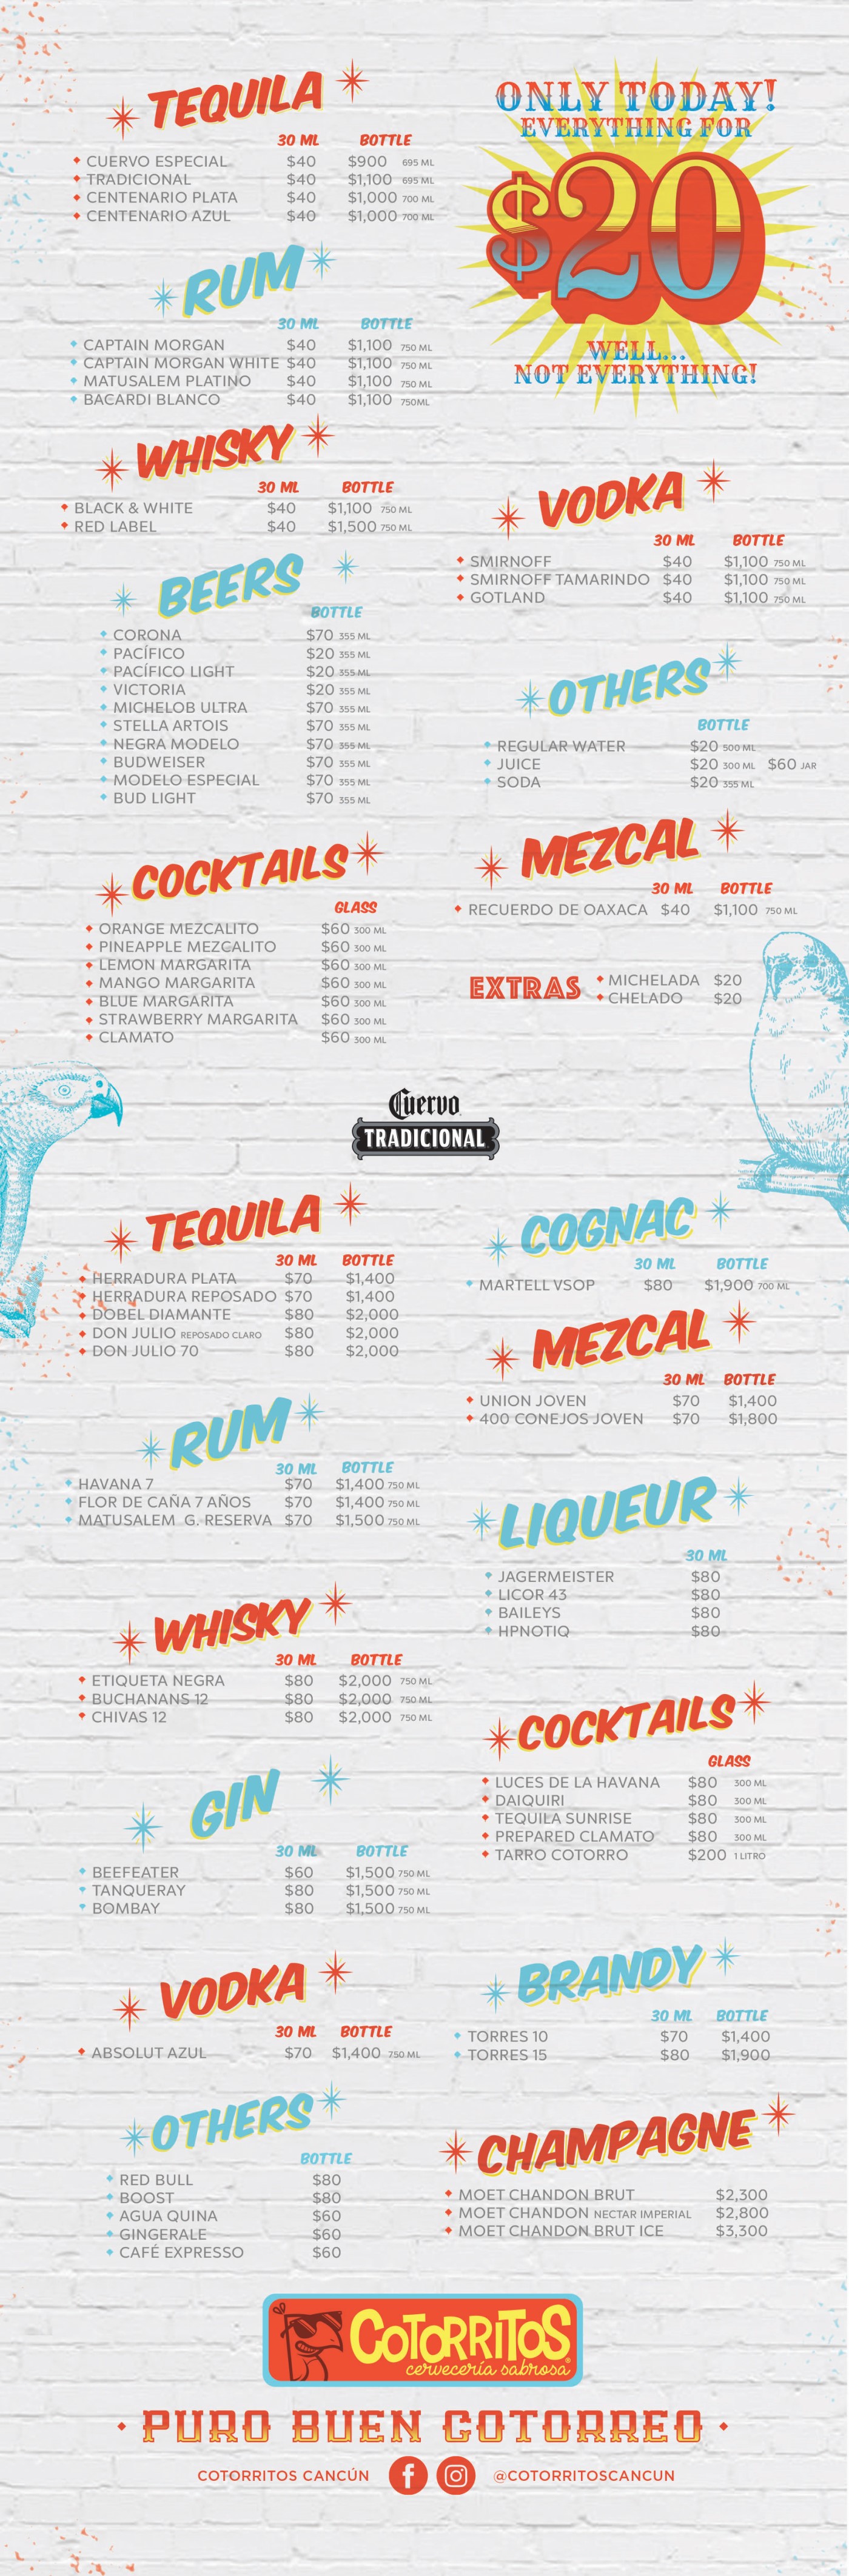 TEQUILA
30 ML BOTTLE
CUERVO ESPECIAL $40 $900 695 ML
TRADICIONAL $40 $1,100 695 ML
CENTENARIO PLATA $40 $1,000 700 ML
CENTENARIO AZUL $40 $1,000 700 ML
ONLY TODAY!
EVERYTHING FOR
$20
WELL...
NOT EVERYTHING!
RUM
30 ML BOTTLE
CAPTAIN MORGAN $40 $1,100 750 ML
CAPTAIN MORGAN WHITE $40 $1,100 750 ML
MATUSALEM PLATINO $40 $1,100 750 ML
BACARDI BLANCO $40 $1,100 750ML
WHISKY
30 ML BOTTLE
BLACK & WHITE $40 $1,100 750 ML
RED LABEL $40 $1,500 750 ML
VODKA
30 ML BOTTLE
SMIRNOFF $40 $1,100 750 ML
SMIRNOFF TAMARINDO $40 $1,100 750 ML
GOTLAND $40 $1,100 750 ML
BEERS
BOTTLE
CORONA $70 355 ML
PACÍFICO $20 355 ML
PACÍFICO LIGHT $20 355 ML
VICTORIA $20 355 ML
MICHELOB ULTRA $70 355 ML
STELLA ARTOIS $70 355 ML
NEGRA MODELO $70 355 ML
BUDWEISER $70 355 ML
MODELO ESPECIAL $70 355 ML
BUD LIGHT $70 355 ML
OTHERS
BOTTLE
REGULAR WATER $20 500 ML
JUICE $20 300 ML $60 JAR
SODA $20 355 ML
COCKTAILS
GLASS
ORANGE MEZCALITO $60 300 ML
PINEAPPLE MEZCALITO $60 300 ML
LEMON MARGARITA $60 300 ML
MANGO MARGARITA $60 300 ML
BLUE MARGARITA $60 300 ML
STRAWBERRY MARGARITA $60 300 ML
CLAMATO $60 300 ML
MEZCAL
30 ML BOTTLE
RECUERDO DE OAXACA $40 $1,100 750 ML
EXTRAS
MICHELADA $20
CHELADO $20
Cuervo
TRADICIONAL
TEQUILA
30 ML BOTTLE
HERRADURA PLATA $70 $1,400
HERRADURA REPOSADO $70 $1,400
DOBEL DIAMANTE $80 $2,000
DON JULIO REPOSADO CLARO $80 $2,000
DON JULIO 70 $80 $2,000
COGNAC
30 ML BOTTLE
MARTELL VSOP $80 $1,900 700 ML
MEZCAL
30 ML BOTTLE
UNION JOVEN $70 $1,400
400 CONEJOS JOVEN $70 $1,800
RUM
30 ML BOTTLE
HAVANA 7 $70 $1,400 750 ML
FLOR DE CAÑA 7 AÑOS $70 $1,400 750 ML
MATUSALEM G. RESERVA $70 $1,500 750 ML
LIQUEUR
30 ML
JAGERMEISTER $80
LICOR 43 $80
BAILEYS $80
HPNOTIQ $80
WHISKY
30 ML BOTTLE
ETIQUETA NEGRA $80 $2,000 750 ML
BUCHANANS 12 $80 $2,000 750 ML
CHIVAS 12 $80 $2,000 750 ML
COCKTAILS
GLASS
LUCES DE LA HAVANA $80 300 ML
DAIQUIRI $80 300 ML
TEQUILA SUNRISE $80 300 ML
PREPARED CLAMATO $80 300 ML
TARRO COTORRO $200 1 LITRO
GIN
30 ML BOTTLE
BEEFEATER $60 $1,500 750 ML
TANQUERAY $80 $1,500 750 ML
BOMBAY $80 $1,500 750 ML
VODKA
30 ML BOTTLE
ABSOLUT AZUL $70 $1,400 750 ML
BRANDY
30 ML BOTTLE
TORRES 10 $70 $1,400
TORRES 15 $80 $1,900
OTHERS
BOTTLE
RED BULL $80
BOOST $80
AGUA QUINA $60
GINGERALE $60
CAFÉ EXPRESSO $60
CHAMPAGNE
MOET CHANDON BRUT $2,300
MOET CHANDON NECTAR IMPERIAL $2,800
MOET CHANDON BRUT ICE $3,300
COTORRITOS
cervecería sabrosa
PURO BUEN COTORREO
COTORRITOS CANCÚN @COTORRITOSCANCUN